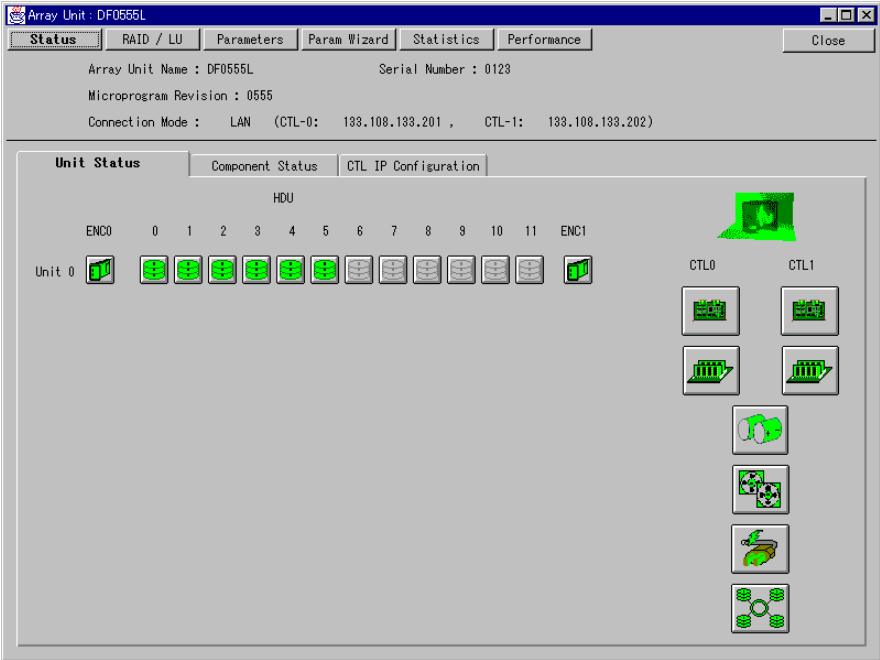 Array Unit : DF0555L
Status RAID / LU Parameters Param Wizard Statistics Performance Close
Array Unit Name : DF0555L Serial Number : 0123
Microprogram Revision : 0555
Connection Mode : LAN (CTL-0: 133.108.133.201 , CTL-1: 133.108.133.202)
Unit Status Component Status CTL IP Configuration
HDU
ENC0 0 1 2 3 4 5 6 7 8 9 10 11 ENC1
Unit 0
CTL0 CTL1